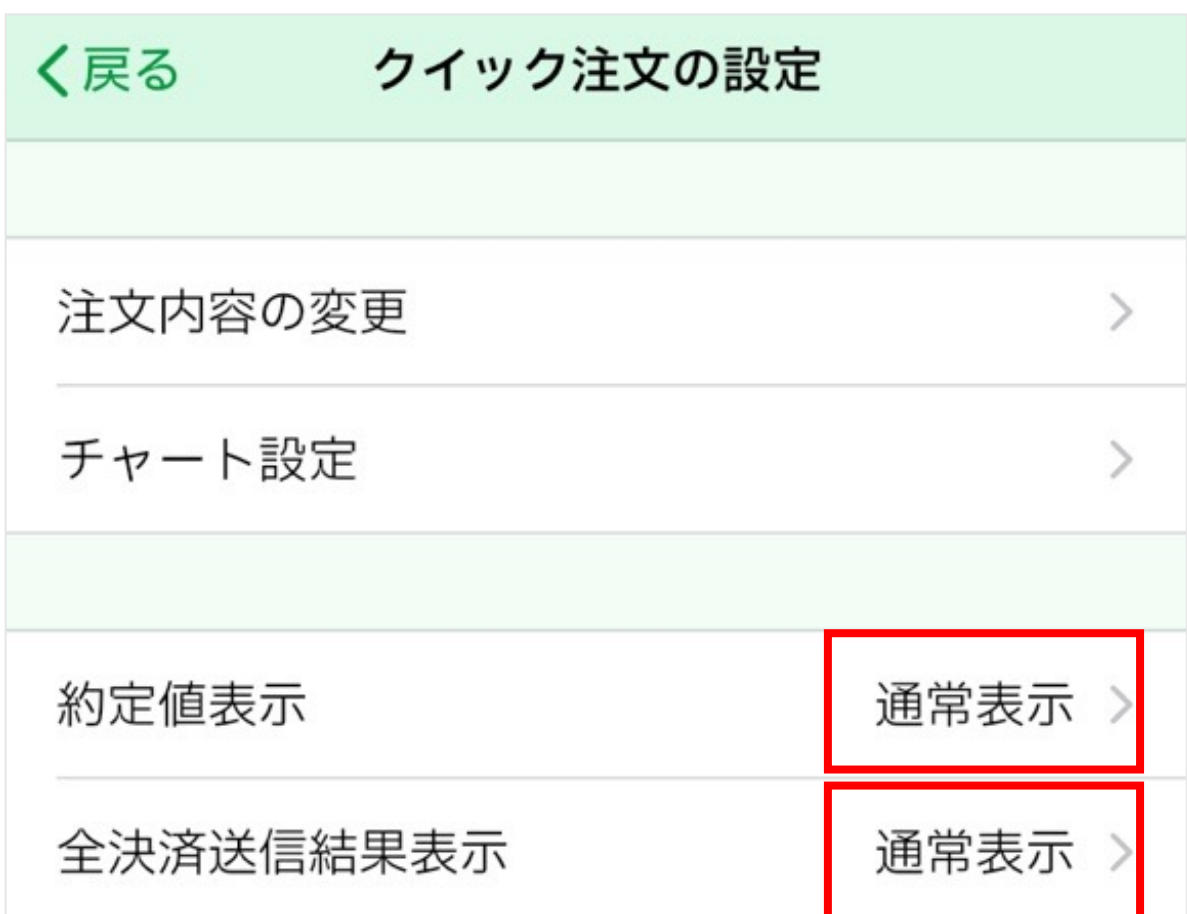 戻る
クイック注文の設定
注文内容の変更
チャート設定
約定値表示 通常表示
全決済送信結果表示 通常表示